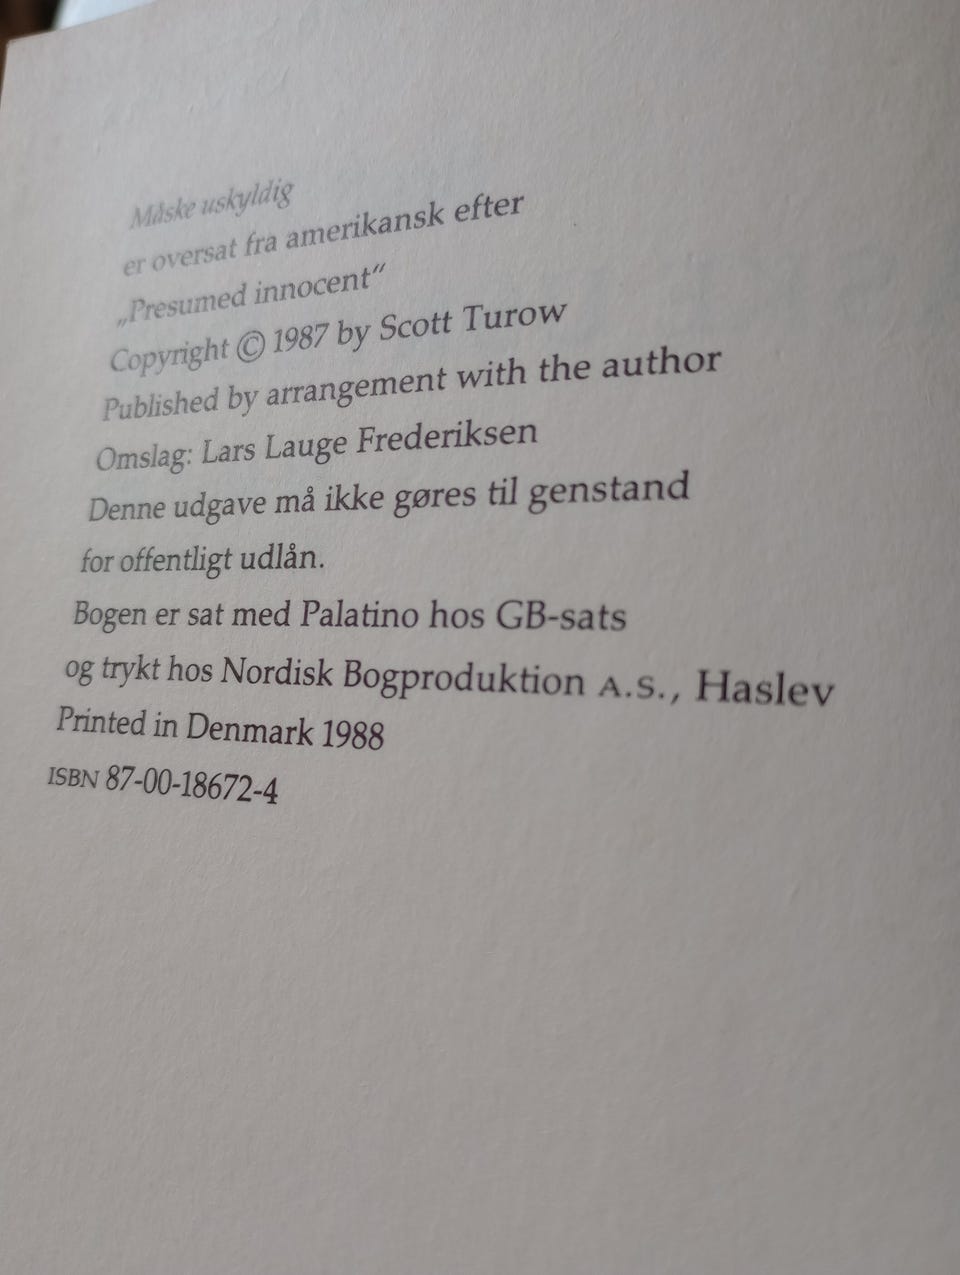 Måske uskyldig
er oversat fra amerikansk efter
„Presumed innocent“
Copyright © 1987 by Scott Turow
Published by arrangement with the author
Omslag: Lars Lauge Frederiksen
Denne udgave må ikke gøres til genstand
for offentligt udlån.
Bogen er sat med Palatino hos GB-sats
og trykt hos Nordisk Bogproduktion A.S., Haslev
Printed in Denmark 1988
ISBN 87-00-18672-4